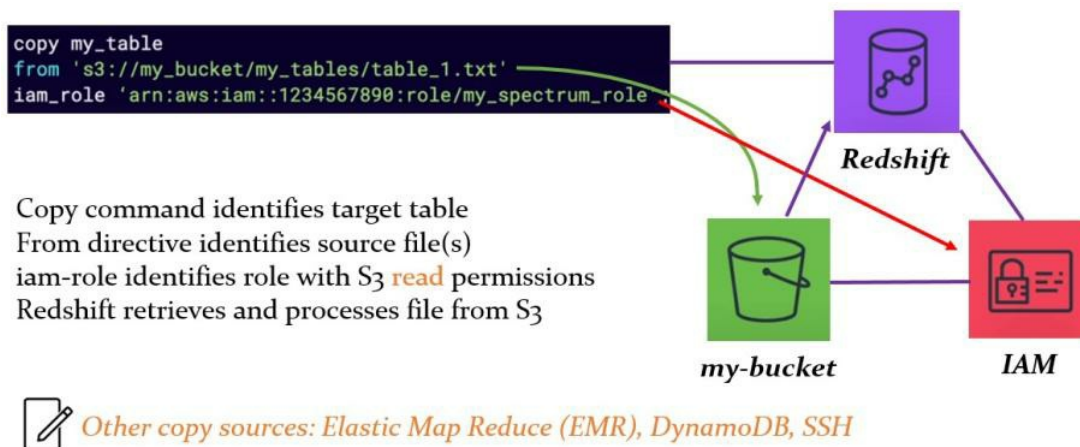 copy my_table
from 's3://my_bucket/my_tables/table_1.txt'
iam_role 'arn:aws:iam::1234567890:role/my_spectrum_role
Redshift
Copy command identifies target table
From directive identifies source file(s)
iam-role identifies role with S3 read permissions
Redshift retrieves and processes file from S3
my-bucket
IAM
Other copy sources: Elastic Map Reduce (EMR), DynamoDB, SSH